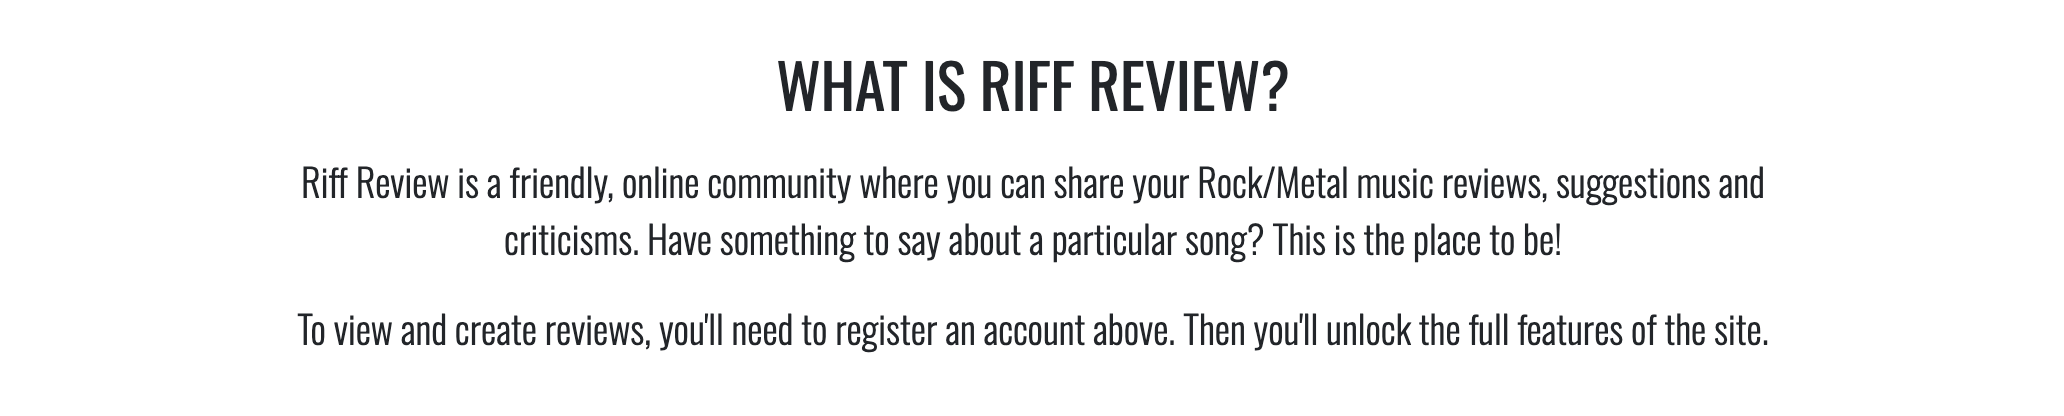 WHAT IS RIFF REVIEW?
Riff Review is a friendly, online community where you can share your Rock/Metal music reviews, suggestions and
criticisms. Have something to say about a particular song? This is the place to be!
To view and create reviews, you'll need to register an account above. Then you'll unlock the full features of the site.